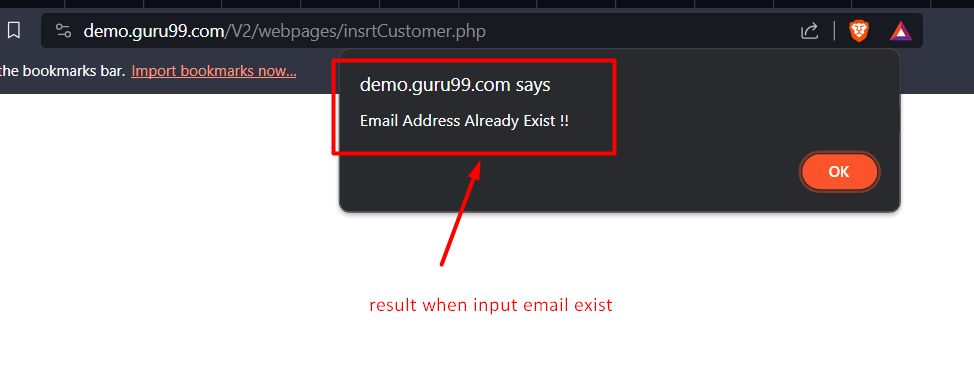 demo.guru99.com/V2/webpages/insrtCustomer.php
the bookmarks bar. Import bookmarks now...
demo.guru99.com says
Email Address Already Exist !!
OK
result when input email exist